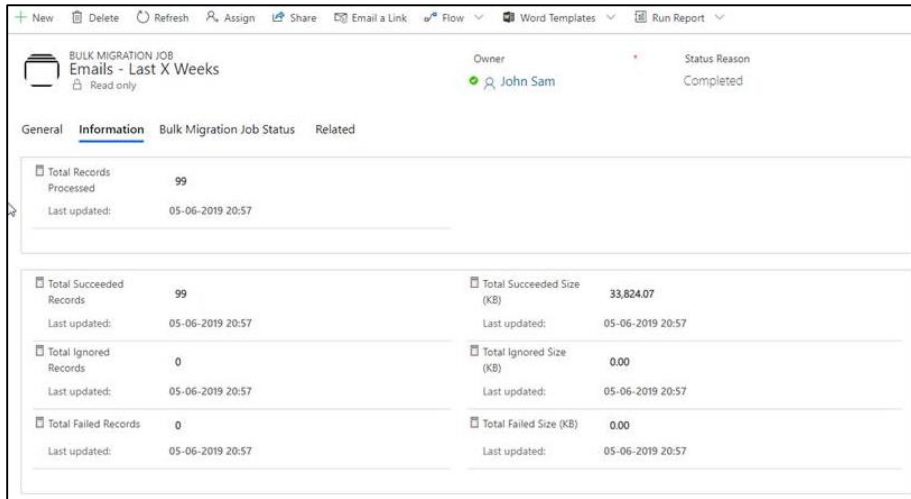 + New Delete Refresh Assign Share Email a Link Flow Word Templates Run Report
BULK MIGRATION JOB
Emails - Last X Weeks
Read only
Owner * Status Reason
John Sam Completed
General Information Bulk Migration Job Status Related
Total Records
Processed
99
Last updated: 05-06-2019 20:57
Total Succeeded
Records
99
Total Succeeded Size
(KB)
33,824.07
Last updated: 05-06-2019 20:57 Last updated: 05-06-2019 20:57
Total Ignored
Records
0
Total Ignored Size
(KB)
0.00
Last updated: 05-06-2019 20:57 Last updated: 05-06-2019 20:57
Total Failed Records 0 Total Failed Size (KB) 0.00
Last updated: 05-06-2019 20:57 Last updated: 05-06-2019 20:57